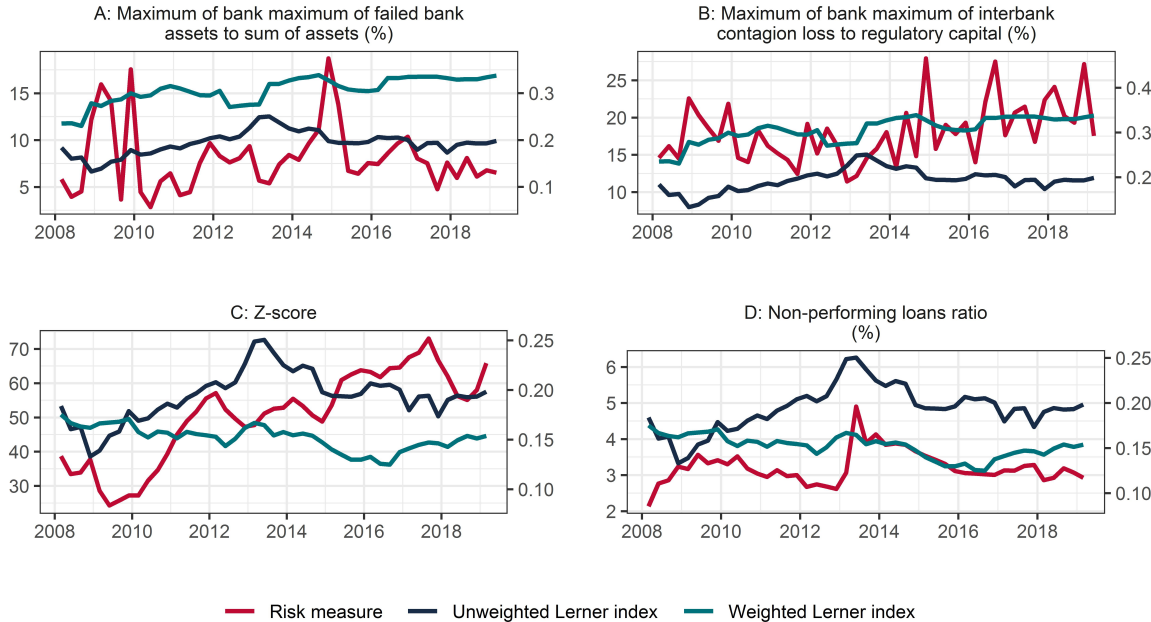 A: Maximum of bank maximum of failed bank
assets to sum of assets (%)
15
10
5
0.3
0.2
0.1
2008 2010 2012 2014 2016 2018
B: Maximum of bank maximum of interbank
contagion loss to regulatory capital (%)
25
20
15
10
0.4
0.3
0.2
2008 2010 2012 2014 2016 2018
C: Z-score
70
60
50
40
30
0.25
0.20
0.15
0.10
2008 2010 2012 2014 2016 2018
D: Non-performing loans ratio
(%)
6
5
4
3
2
0.25
0.20
0.15
0.10
2008 2010 2012 2014 2016 2018
Risk measure Unweighted Lerner index Weighted Lerner index